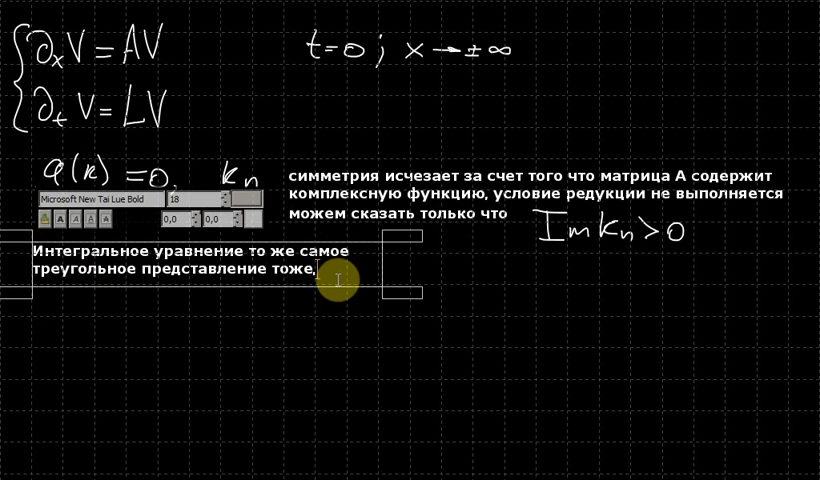 ∂ₓV = AV
t=0; x→±∞
∂ₜV = LV
a(k)=0, kₙ
симметрия исчезает за счет того что матрица А содержит
комплексную функцию, условие редукции не выполняется
можем сказать только что
Im kₙ > 0
Microsoft New Tai Lue Bold 18
A A A A 0,0 0,0
Интегральное уравнение то же самое
треугольное представление тоже,